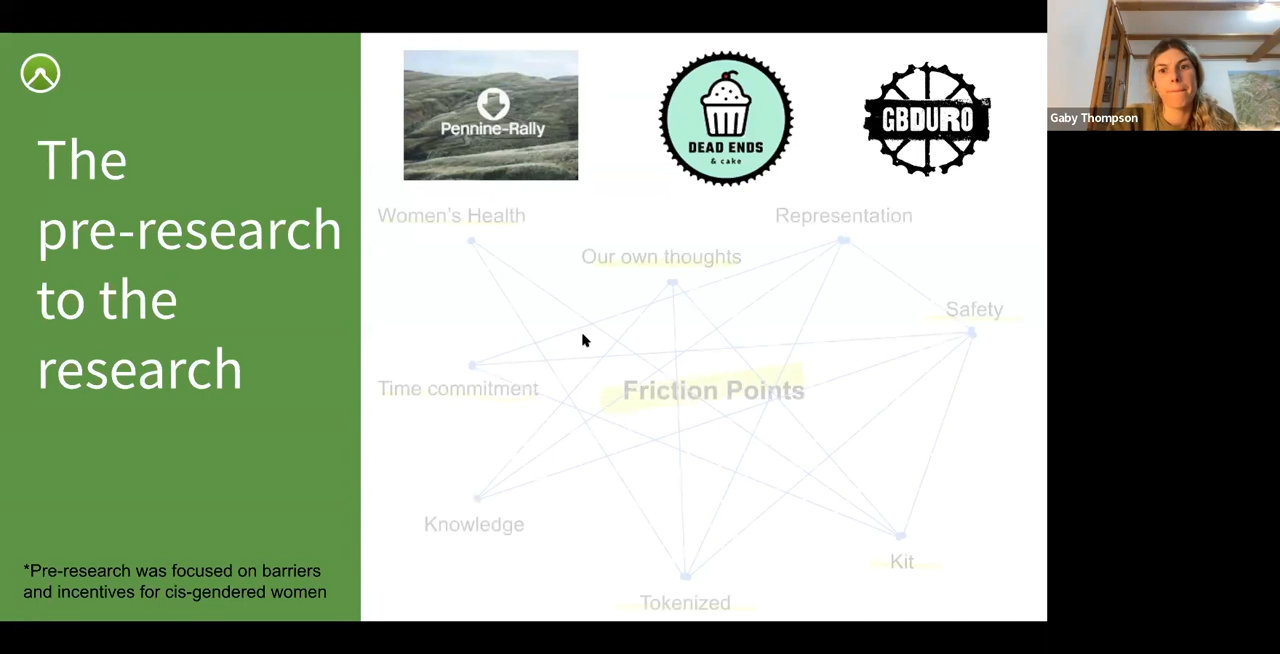 The
pre-research
to the
research
*Pre-research was focused on barriers
and incentives for cis-gendered women
Pennine-Rally
DEAD ENDS
& cake
GBDURO
Women's Health
Representation
Our own thoughts
Safety
Time commitment
Friction Points
Knowledge
Kit
Tokenized
Gaby Thompson